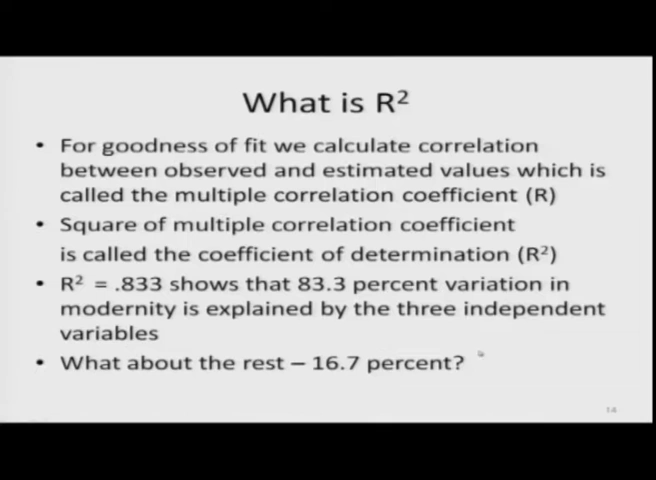 What is R²
• For goodness of fit we calculate correlation
between observed and estimated values which is
called the multiple correlation coefficient (R)
• Square of multiple correlation coefficient
is called the coefficient of determination (R²)
• R² = .833 shows that 83.3 percent variation in
modernity is explained by the three independent
variables
• What about the rest – 16.7 percent?
14